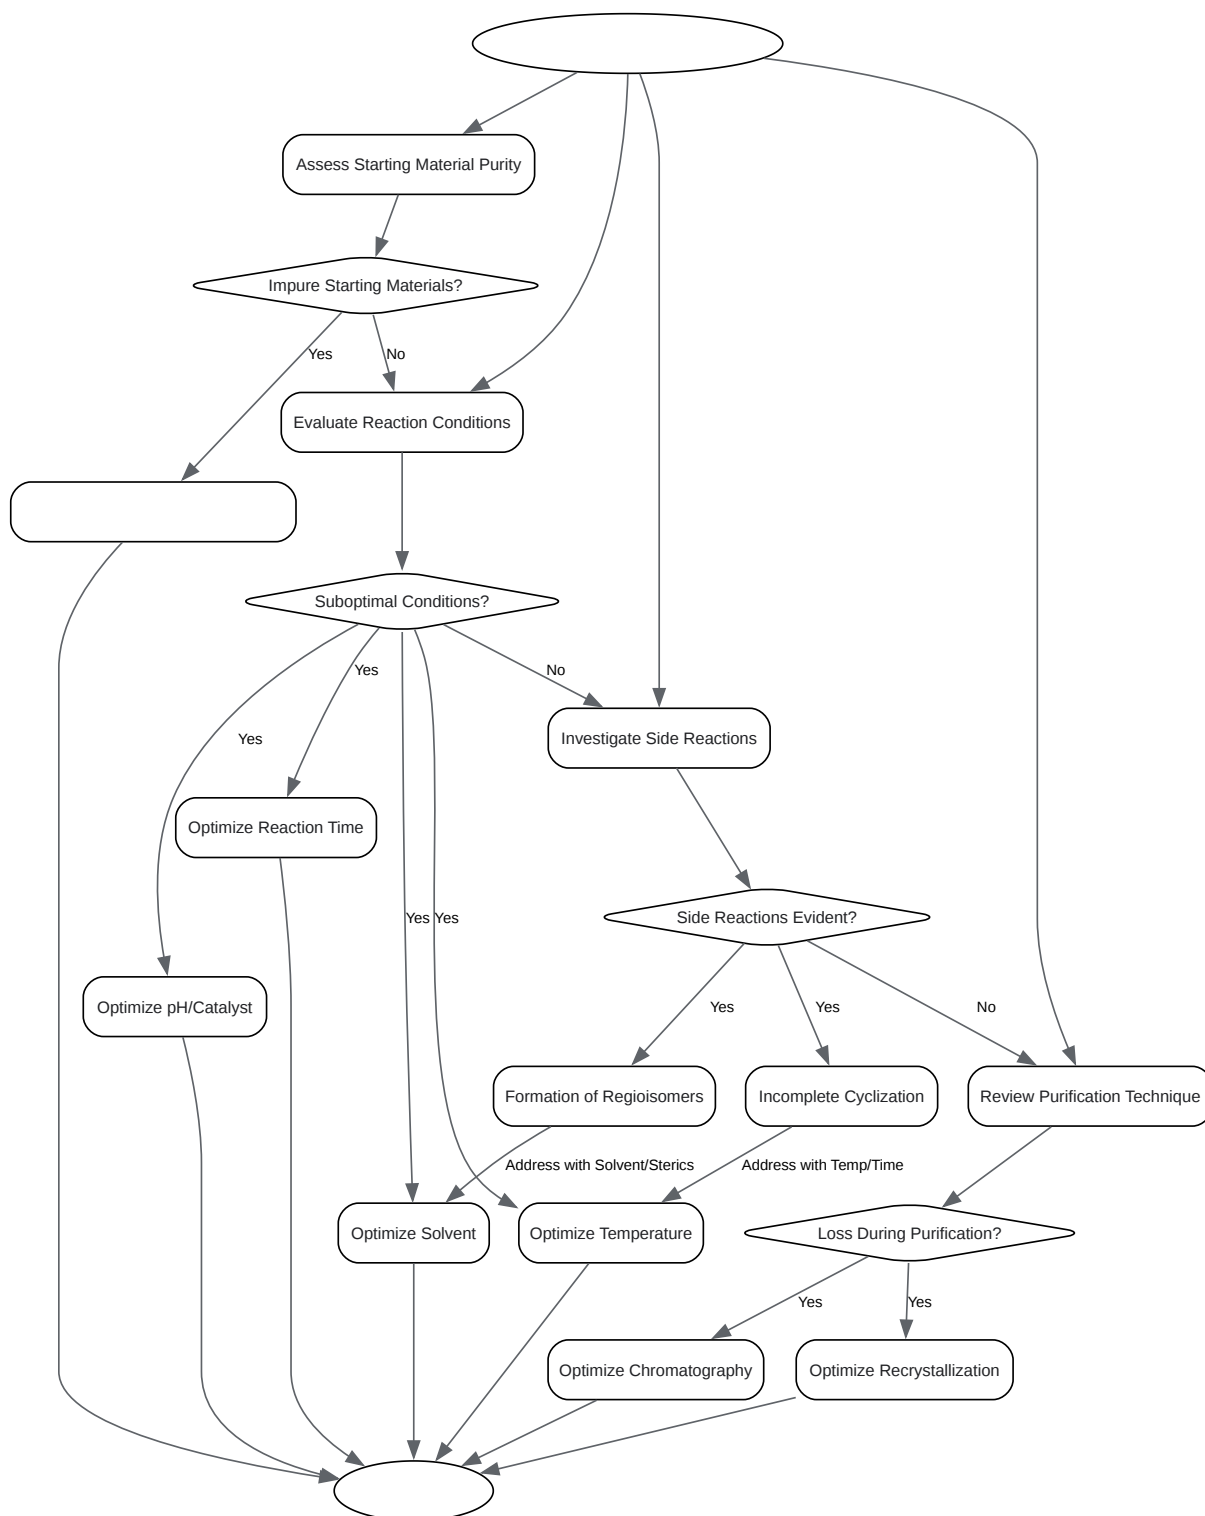 Assess Starting Material Purity
Impure Starting Materials?
Yes
No
Evaluate Reaction Conditions
Suboptimal Conditions?
Yes
No
Yes
Investigate Side Reactions
Optimize Reaction Time
Yes
Yes
Side Reactions Evident?
Optimize pH/Catalyst
Yes
Yes
No
Formation of Regioisomers
Incomplete Cyclization
Review Purification Technique
Address with Solvent/Sterics
Address with Temp/Time
Optimize Solvent
Optimize Temperature
Loss During Purification?
Yes
Yes
Optimize Chromatography
Optimize Recrystallization